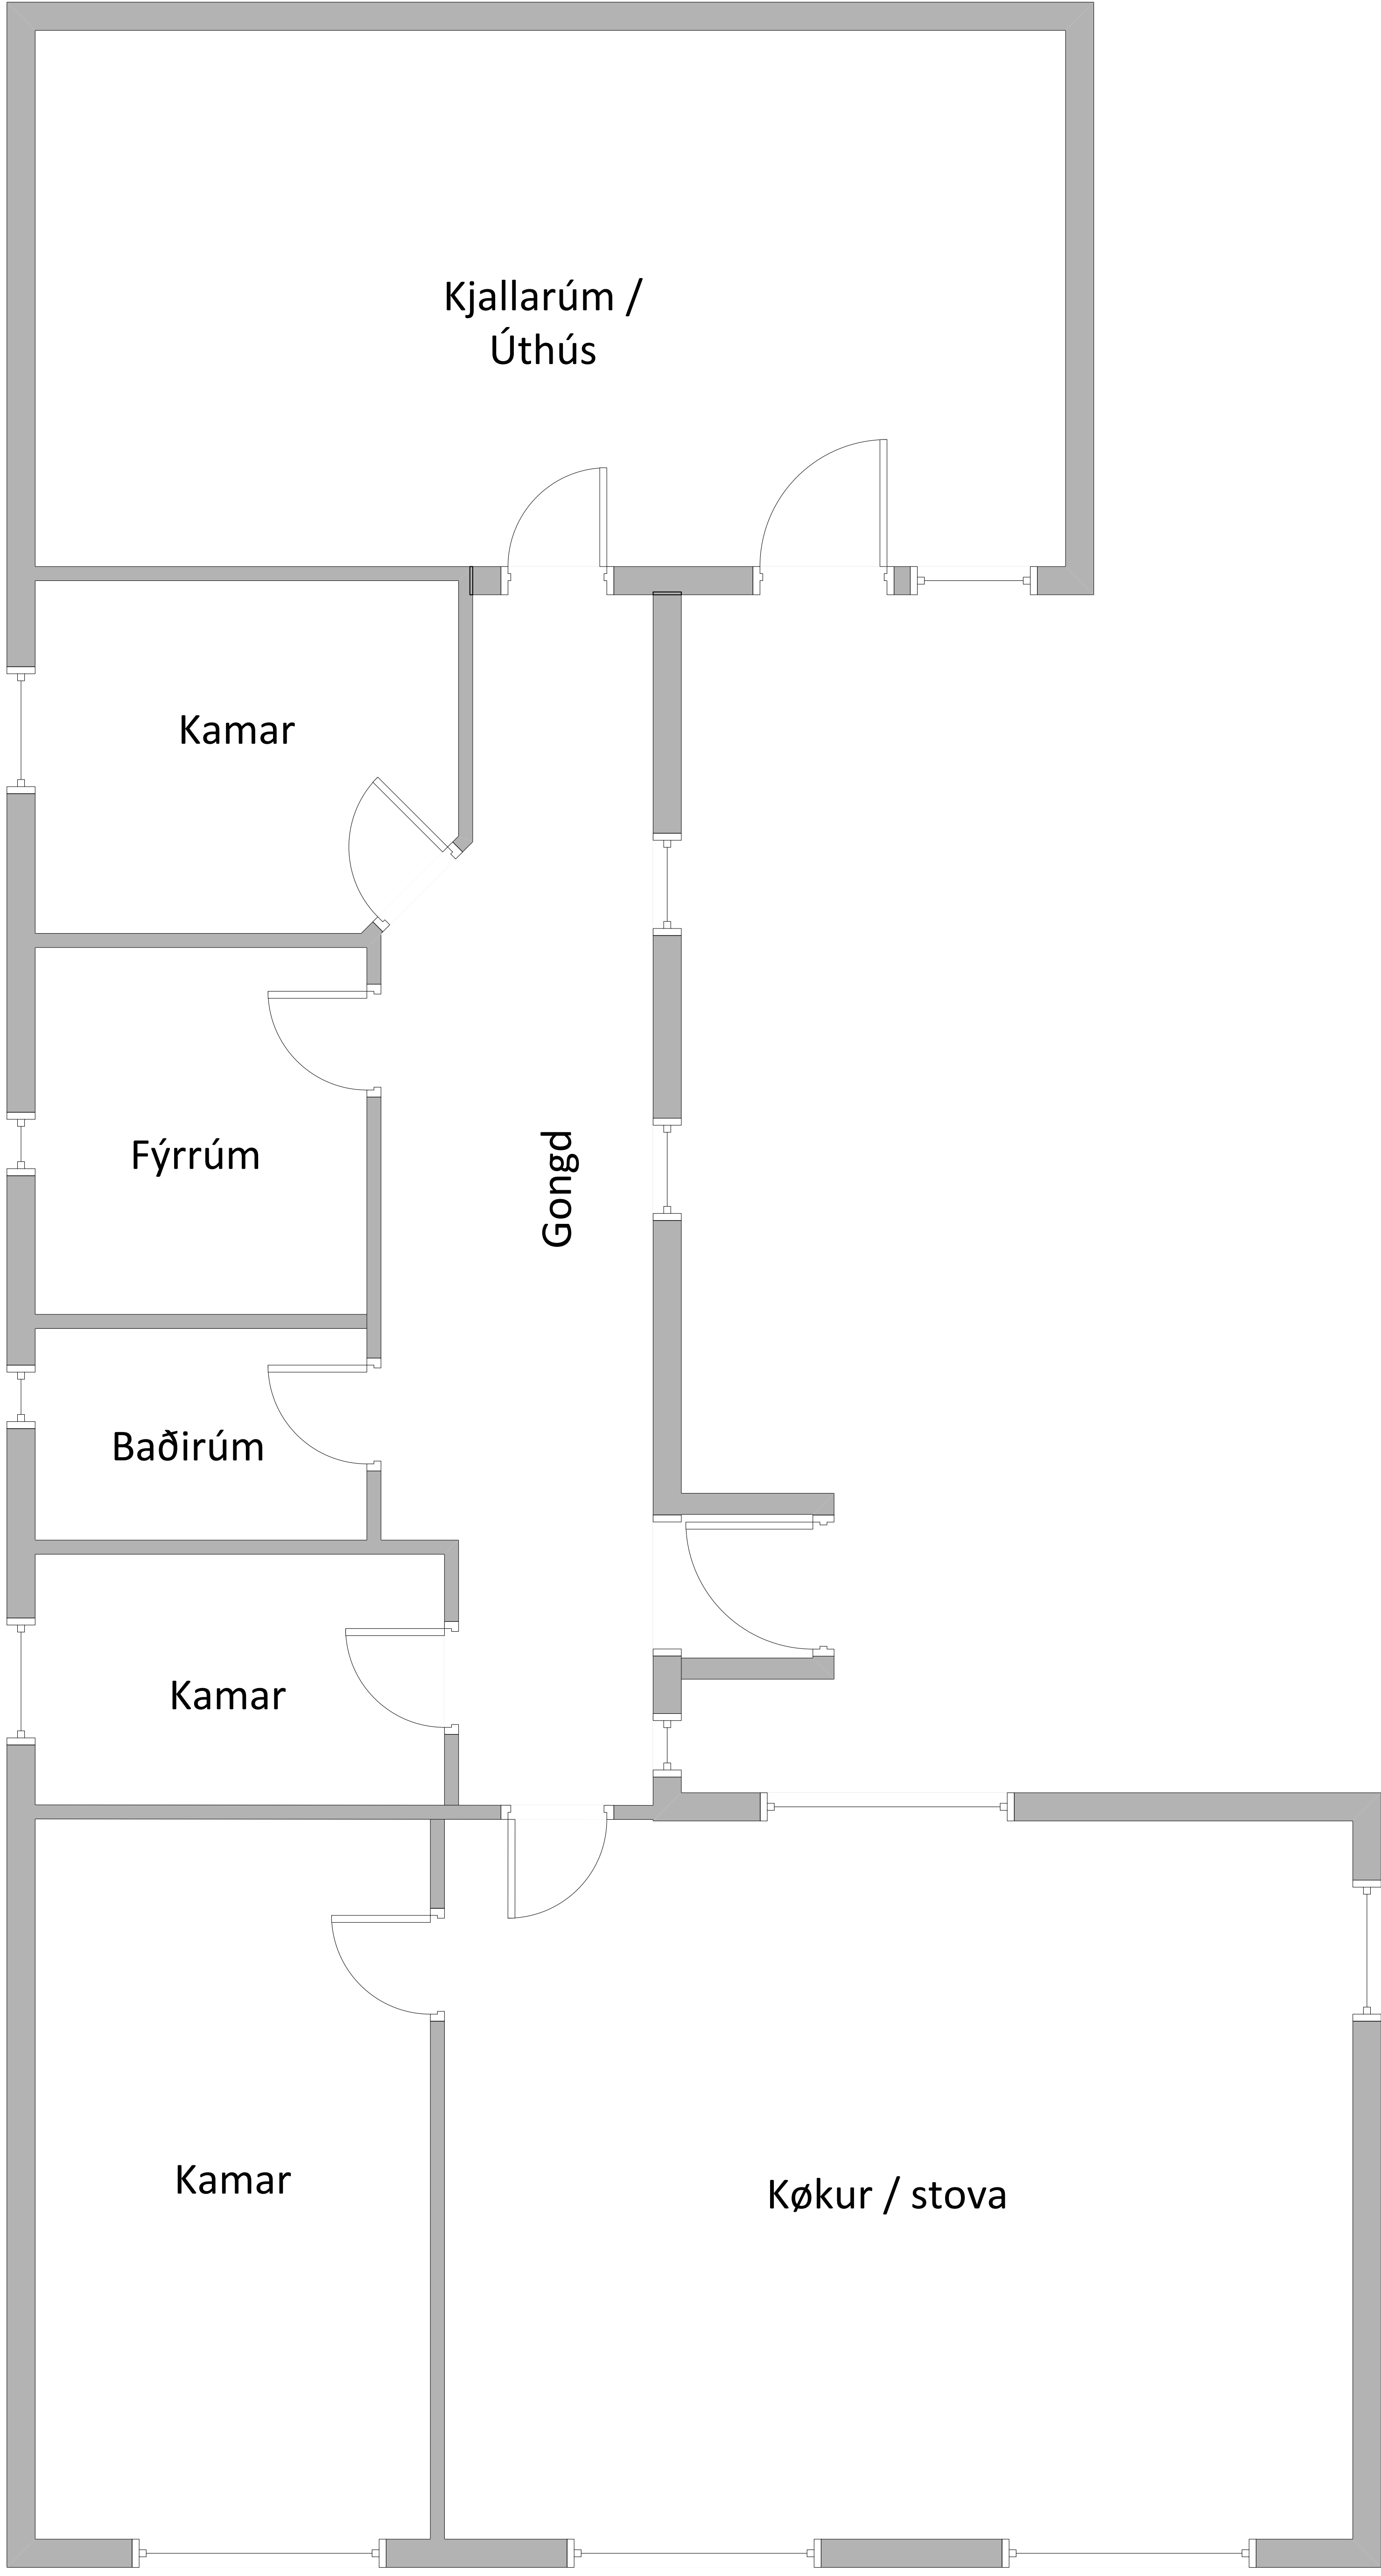 Kjallarúm /
Úthús
Kamar
Fýrrúm
Gongd
Baðirúm
Kamar
Kamar
Køkur / stova